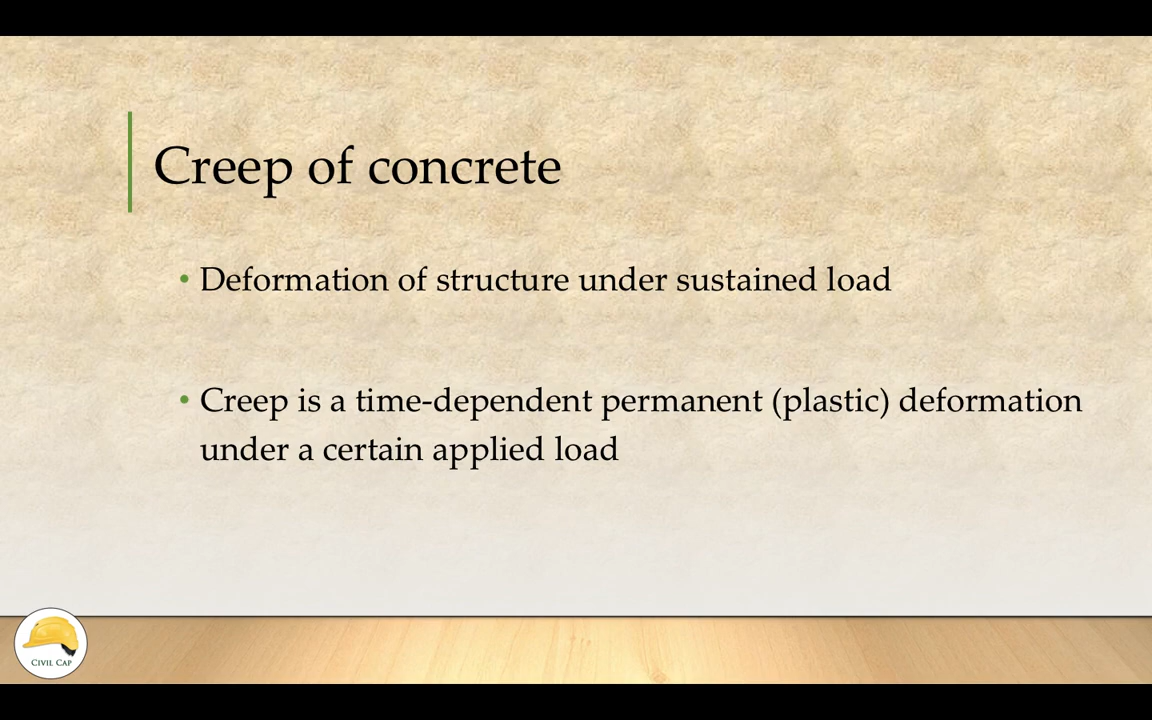 Creep of concrete
• Deformation of structure under sustained load
• Creep is a time-dependent permanent (plastic) deformation
under a certain applied load
CIVIL CAP